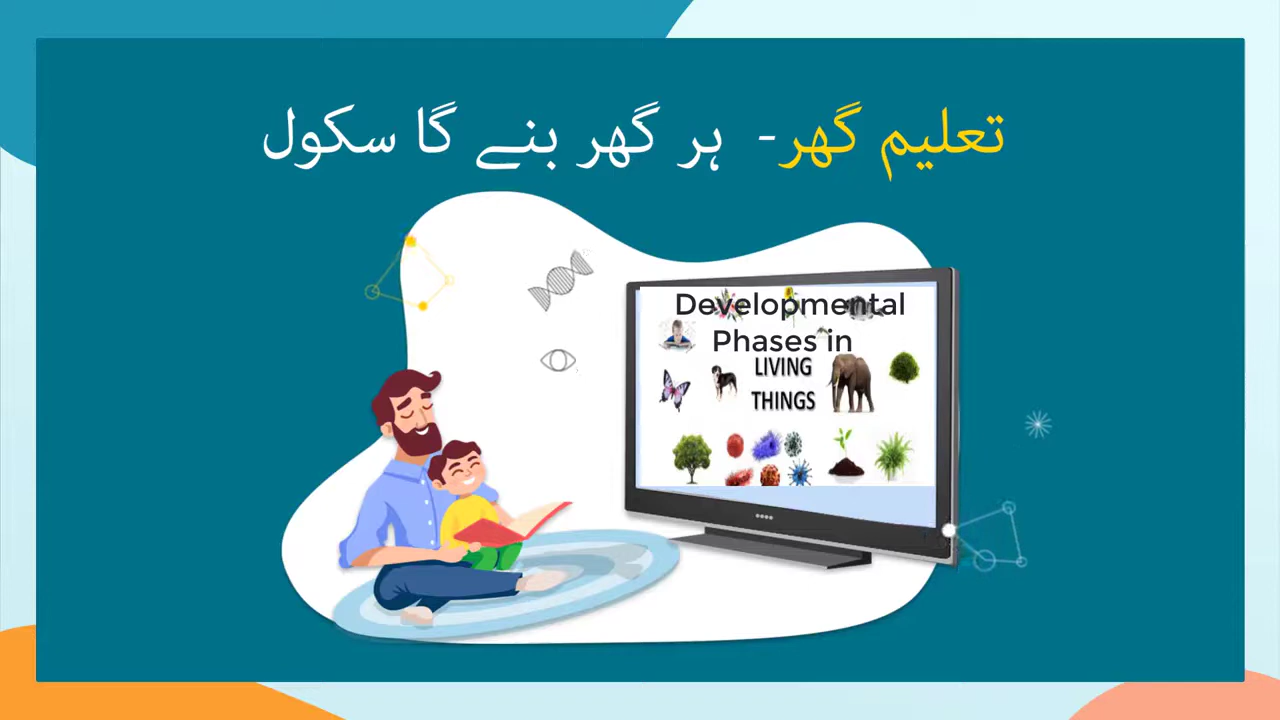 تعلیم گھر- ہر گھر بنے گا سکول
Developmental
Phases in
LIVING
THINGS